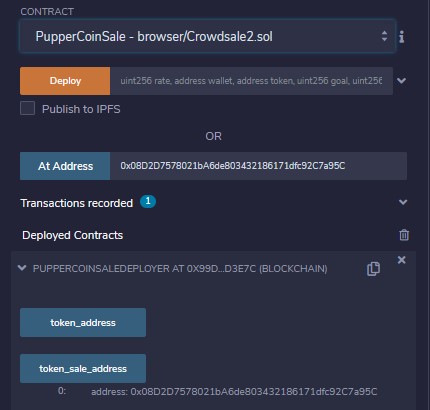 CONTRACT
PupperCoinSale - browser/Crowdsale2.sol
Deploy uint256 rate, address wallet, address token, uint256 goal, uint256
Publish to IPFS
OR
At Address 0x08D2D7578021bA6de803432186171dfc92C7a95C
Transactions recorded 1
Deployed Contracts
PUPPERCOINSALEDEPLOYER AT 0X99D...D3E7C (BLOCKCHAIN)
token_address
token_sale_address
0: address: 0x08D2D7578021bA6de803432186171dfc92C7a95C